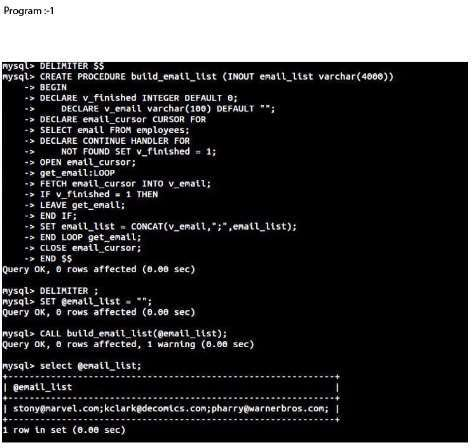 Program :-1
mysql> DELIMITER $$
mysql> CREATE PROCEDURE build_email_list (INOUT email_list varchar(4000))
-> BEGIN
-> DECLARE v_finished INTEGER DEFAULT 0;
-> DECLARE v_email varchar(100) DEFAULT "";
-> DECLARE email_cursor CURSOR FOR
-> SELECT email FROM employees;
-> DECLARE CONTINUE HANDLER FOR
-> NOT FOUND SET v_finished = 1;
-> OPEN email_cursor;
-> get_email:LOOP
-> FETCH email_cursor INTO v_email;
-> IF v_finished = 1 THEN
-> LEAVE get_email;
-> END IF;
-> SET email_list = CONCAT(v_email,";",email_list);
-> END LOOP get_email;
-> CLOSE email_cursor;
-> END $$
Query OK, 0 rows affected (0.00 sec)
mysql> DELIMITER ;
mysql> SET @email_list = "";
Query OK, 0 rows affected (0.00 sec)
mysql> CALL build_email_list(@email_list);
Query OK, 0 rows affected, 1 warning (0.00 sec)
mysql> select @email_list;
| @email_list |
| stony@marvel.com;kclark@decomics.com;pharry@warnerbros.com; |
1 row in set (0.00 sec)